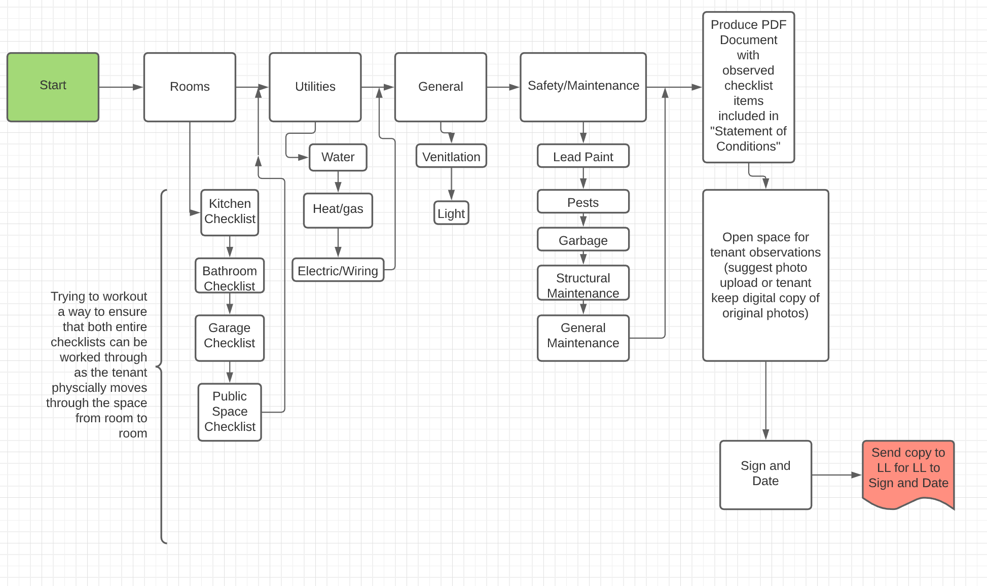 Start
Rooms
Utilities
General
Safety/Maintenance
Produce PDF
Document
with
observed
checklist
items
included in
"Statement of
Conditions"
Kitchen
Checklist
Bathroom
Checklist
Garage
Checklist
Public
Space
Checklist
Trying to workout
a way to ensure
that both entire
checklists can be
worked through
as the tenant
physcially moves
through the space
from room to
room
Water
Heat/gas
Electric/Wiring
Venitlation
Light
Lead Paint
Pests
Garbage
Structural
Maintenance
General
Maintenance
Open space for
tenant observations
(suggest photo
upload or tenant
keep digital copy of
original photos)
Sign and
Date
Send copy to
LL for LL to
Sign and Date